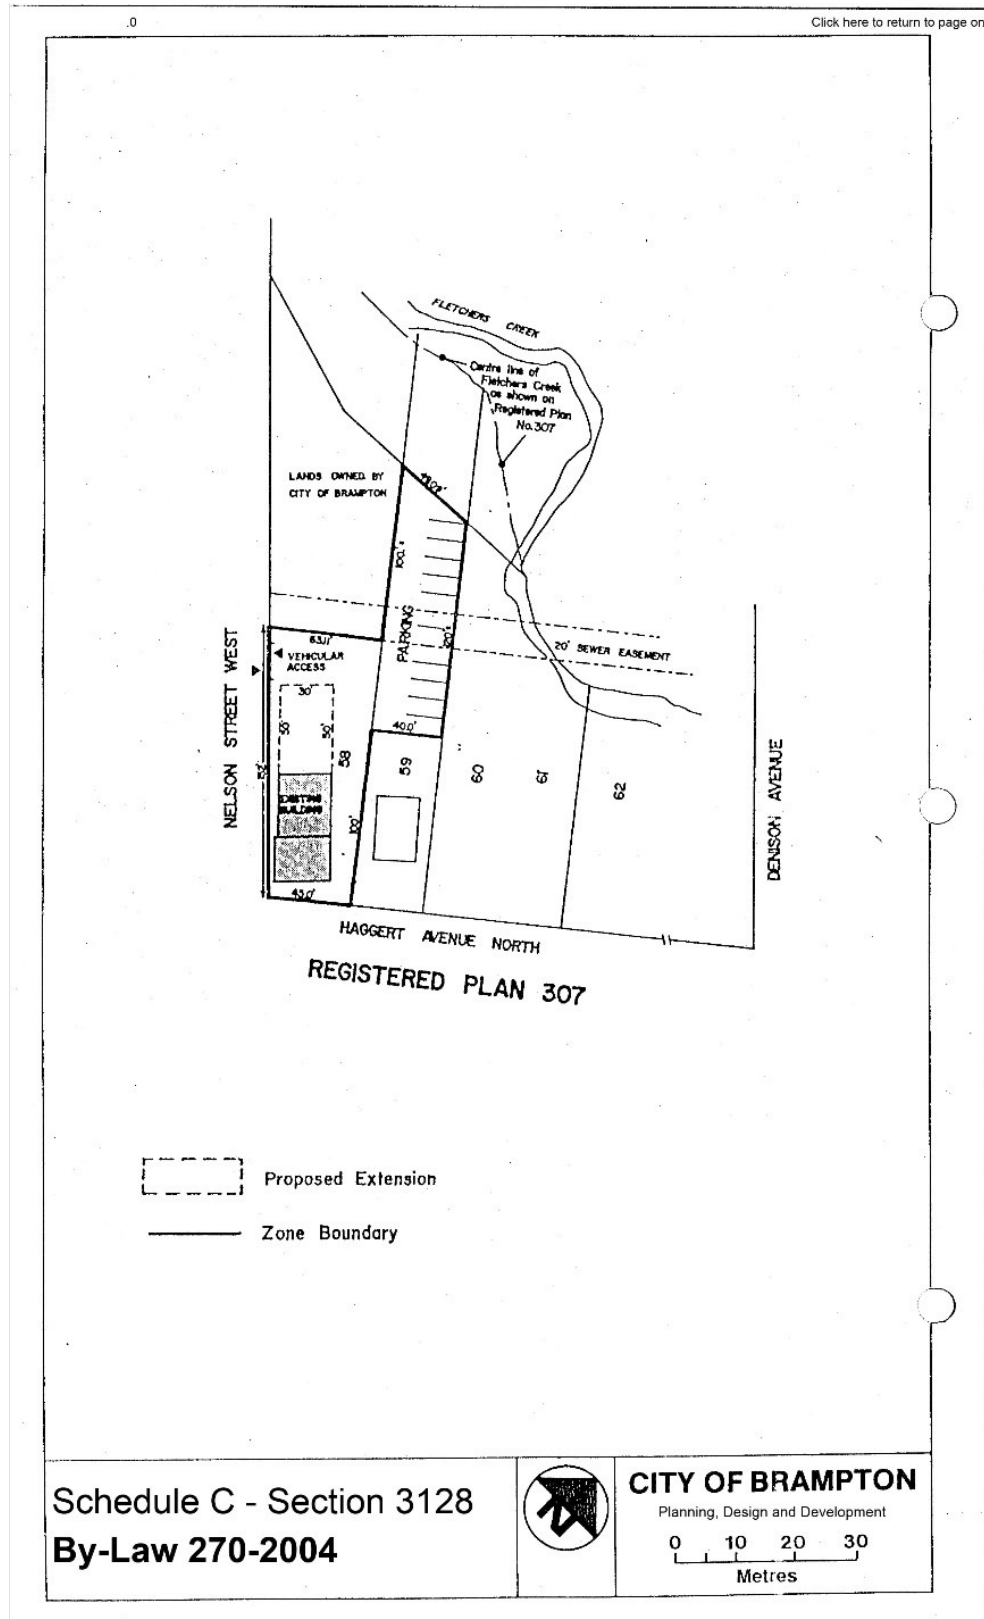 .0
Click here to return to page on
FLETCHERS CREEK
Centre line of
Fletchers Creek
as shown on
Registered Plan
No. 307
LANDS OWNED BY
CITY OF BRAMPTON
100.'±
PARKING
63.11'
VEHICULAR
ACCESS
20' SEWER EASEMENT
NELSON STREET WEST
30'
50'
40.0'
58
59
60
61
62
EXISTING
BUILDING
100'
45.0'
DENISON AVENUE
HAGGERT AVENUE NORTH
REGISTERED PLAN 307
Proposed Extension
Zone Boundary
Schedule C - Section 3128
By-Law 270-2004
CITY OF BRAMPTON
Planning, Design and Development
0 10 20 30
Metres